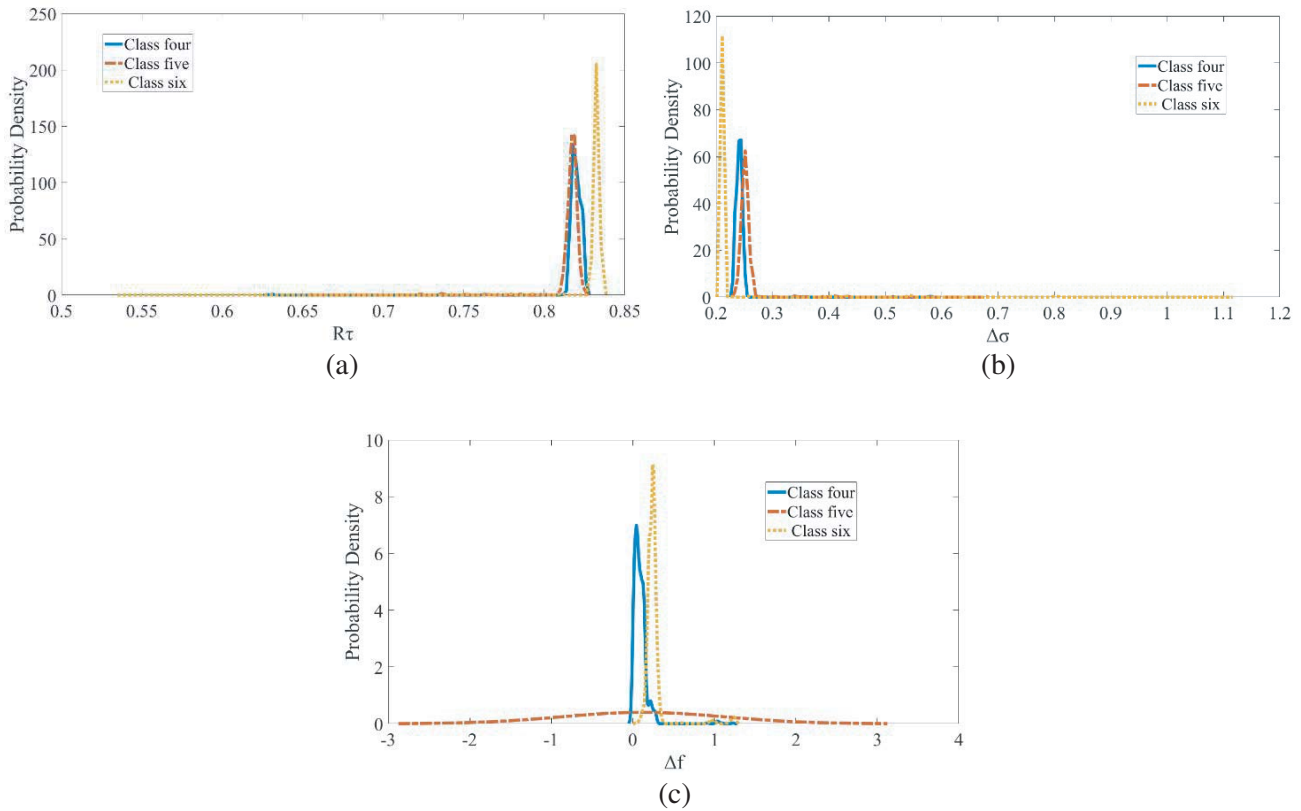 250
200
150
100
50
0
Probability Density
Class four
Class five
Class six
0.5 0.55 0.6 0.65 0.7 0.75 0.8 0.85
Rτ
(a)
120
100
80
60
40
20
0
Probability Density
Class four
Class five
Class six
0.2 0.3 0.4 0.5 0.6 0.7 0.8 0.9 1 1.1 1.2
Δσ
(b)
10
8
6
4
2
0
Probability Density
Class four
Class five
Class six
-3 -2 -1 0 1 2 3 4
Δf
(c)